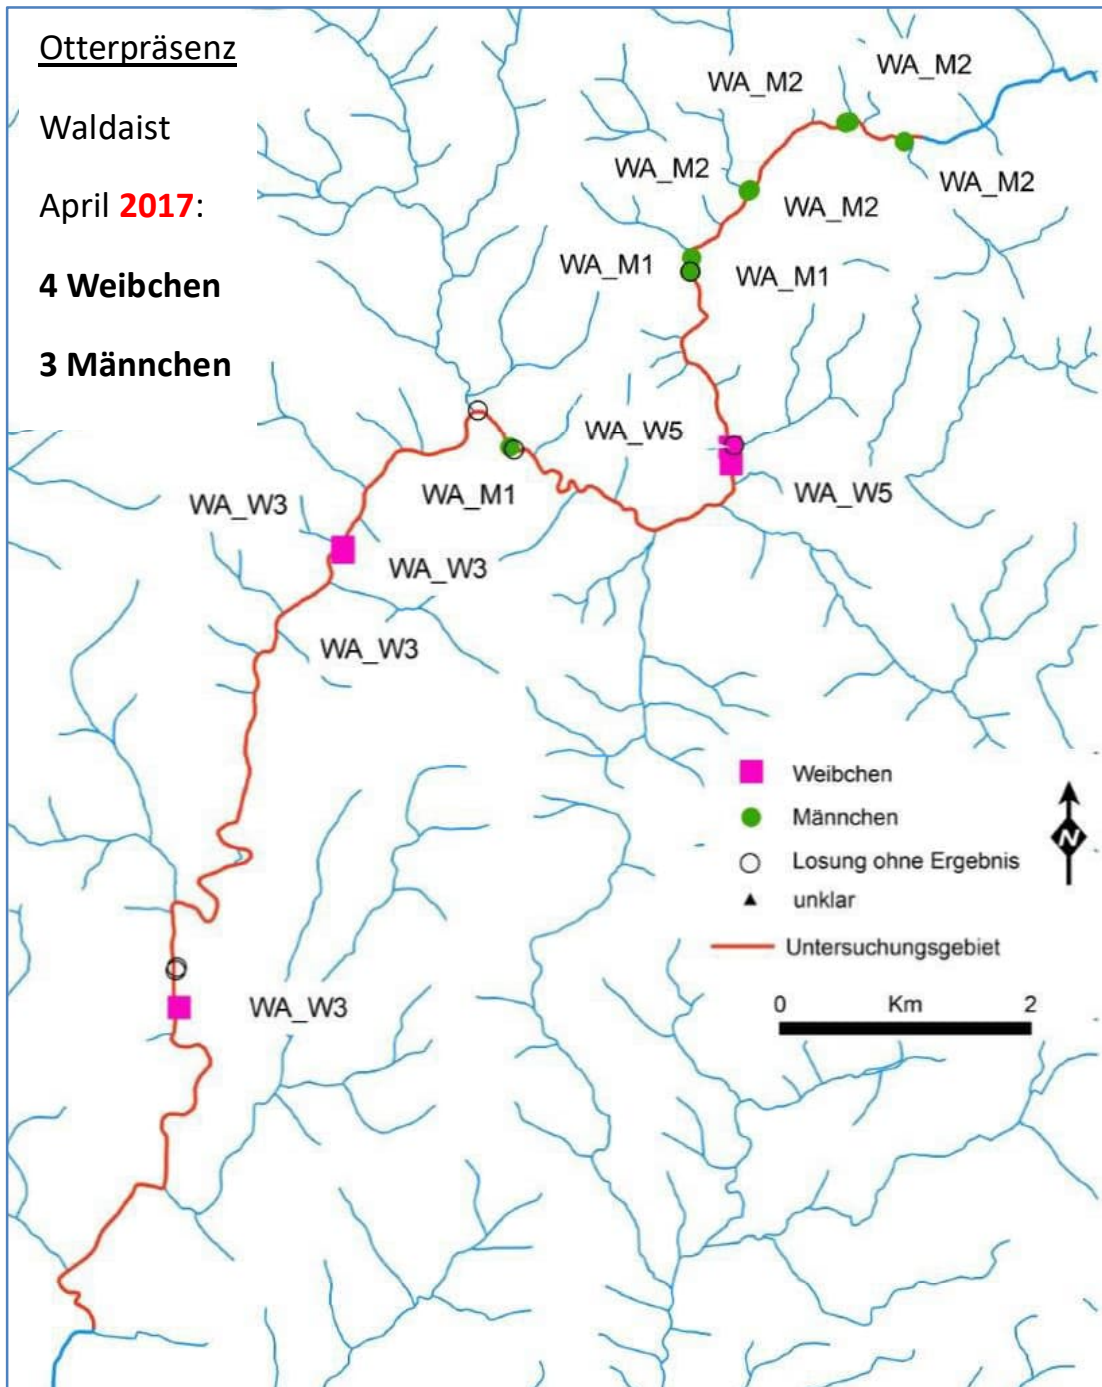 Otterpräsenz
Waldaist
April 2017:
4 Weibchen
3 Männchen
WA_M2
WA_M2
WA_M2
WA_M2
WA_M2
WA_M1
WA_M1
WA_W5
WA_M1
WA_W5
WA_W3
WA_W3
WA_W3
Weibchen
Männchen
N
Losung ohne Ergebnis
unklar
Untersuchungsgebiet
0 Km 2
WA_W3